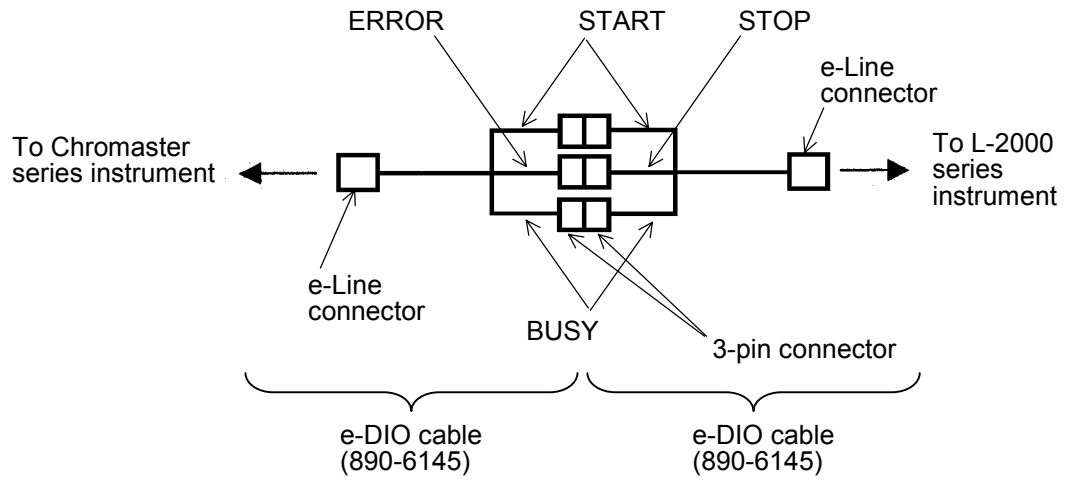 ERROR
START
STOP
e-Line
connector
To Chromaster
series instrument
To L-2000
series
instrument
e-Line
connector
BUSY
3-pin connector
e-DIO cable
(890-6145)
e-DIO cable
(890-6145)